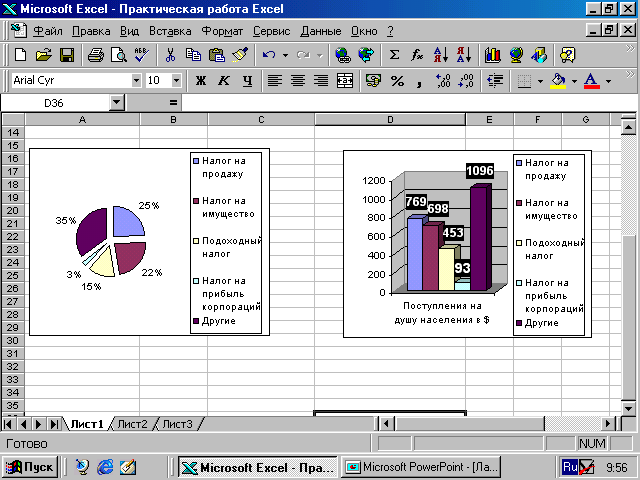 Microsoft Excel - Практическая работа Excel
Файл Правка Вид Вставка Формат Сервис Данные Окно ?
Arial Cyr 10 Ж К Ч % , ,00
D36 =
A B C D E F G
14
15
16
17
18
19
20
21
22
23
24
25
26
27
28
29
30
31
32
33
34
35
25%
22%
15%
3%
35%
Налог на
продажу
Налог на
имущество
Подоходный
налог
Налог на
прибыль
корпораций
Другие
1200
1000
800
600
400
200
0
769
698
453
93
1096
Поступления на
душу населения в $
Налог на
продажу
Налог на
имущество
Подоходный
налог
Налог на
прибыль
корпораций
Другие
Лист1 Лист2 Лист3
Готово NUM
Пуск Microsoft Excel - Пра... Microsoft PowerPoint - [Ла... Ru 9:56